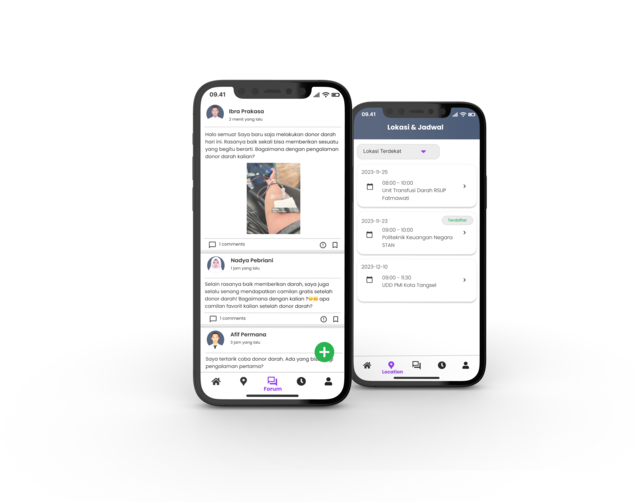 09.41
Ibra Prakasa
2 menit yang lalu
Halo semua! Saya baru saja melakukan donor darah
hari ini. Rasanya baik sekali bisa memberikan sesuatu
yang begitu berarti. Bagaimana dengan pengalaman
donor darah kalian?
1 comments
Nadya Pebriani
1 jam yang lalu
Selain rasanya baik memberikan darah, saya juga
selalu senang mendapatkan camilan gratis setelah
donor darah! Bagaimana dengan kalian ?😊😊 apa
camilan favorit kalian setelah donor darah?
1 comments
Afif Permana
3 jam yang lalu
Saya tertarik coba donor darah. Ada yang
pengalaman pertama?
Forum
09.41
Lokasi & Jadwal
Lokasi Terdekat
2023-11-25
08:00 - 10:00
Unit Transfusi Darah RSUP
Fatmawati
2023-11-23
Terdaftar
09:00 - 10:00
Politeknik Keuangan Negara
STAN
2023-12-10
09:00 - 11:30
UDD PMI Kota Tangsel
Location